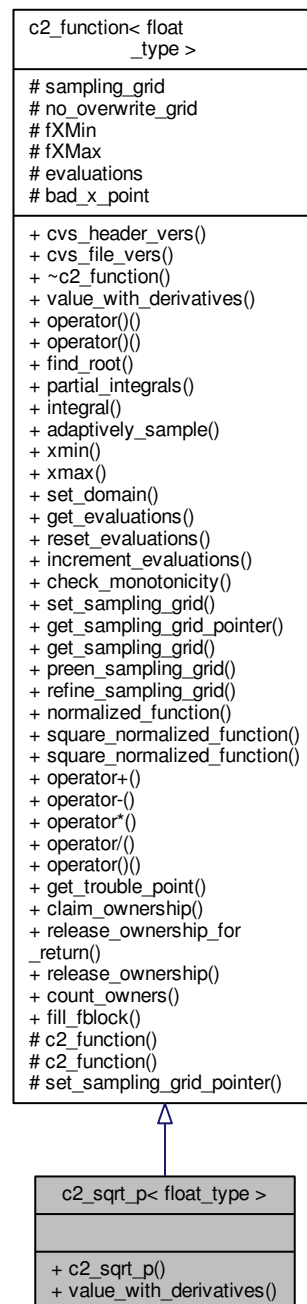 c2_function< float
_type >
# sampling_grid
# no_overwrite_grid
# fXMin
# fXMax
# evaluations
# bad_x_point
+ cvs_header_vers()
+ cvs_file_vers()
+ ~c2_function()
+ value_with_derivatives()
+ operator()()
+ operator()()
+ find_root()
+ partial_integrals()
+ integral()
+ adaptively_sample()
+ xmin()
+ xmax()
+ set_domain()
+ get_evaluations()
+ reset_evaluations()
+ increment_evaluations()
+ check_monotonicity()
+ set_sampling_grid()
+ get_sampling_grid_pointer()
+ get_sampling_grid()
+ preen_sampling_grid()
+ refine_sampling_grid()
+ normalized_function()
+ square_normalized_function()
+ square_normalized_function()
+ operator+()
+ operator-()
+ operator*()
+ operator/()
+ operator()()
+ get_trouble_point()
+ claim_ownership()
+ release_ownership_for
_return()
+ release_ownership()
+ count_owners()
+ fill_fblock()
# c2_function()
# c2_function()
# set_sampling_grid_pointer()
c2_sqrt_p< float_type >
+ c2_sqrt_p()
+ value_with_derivatives()